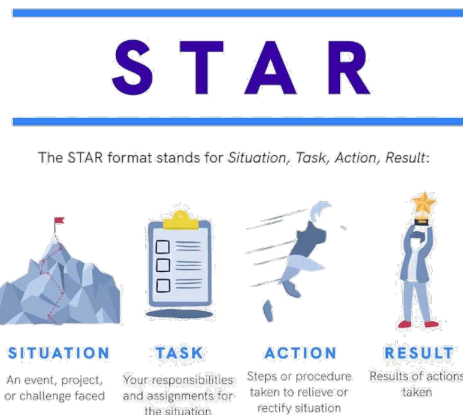 STAR
The STAR format stands for Situation, Task, Action, Result:
SITUATION
An event, project,
or challenge faced
TASK
Your responsibilities
and assignments for
the situation
ACTION
Steps or procedure
taken to relieve or
rectify situation
RESULT
Results of actions
taken